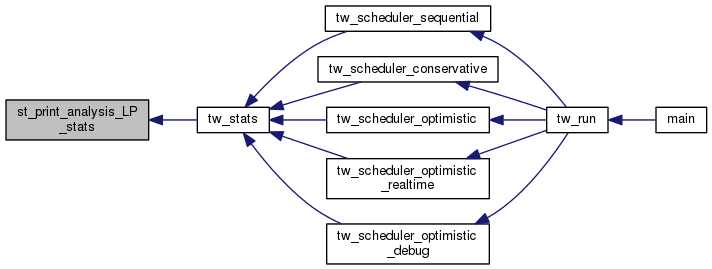 st_print_analysis_LP
_stats
tw_stats
tw_scheduler_sequential
tw_scheduler_conservative
tw_scheduler_optimistic
tw_scheduler_optimistic
_realtime
tw_scheduler_optimistic
_debug
tw_run
main